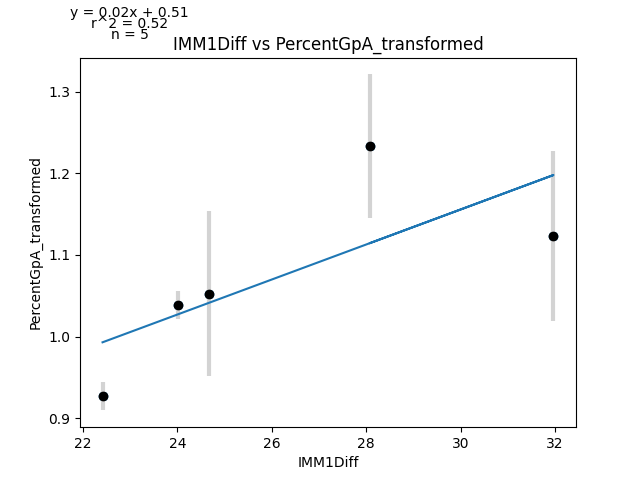 y = 0.02x + 0.51
r^2 = 0.52
n = 5
IMM1Diff vs PercentGpA_transformed
PercentGpA_transformed
1.3
1.2
1.1
1.0
0.9
22 24 26 28 30 32
IMM1Diff